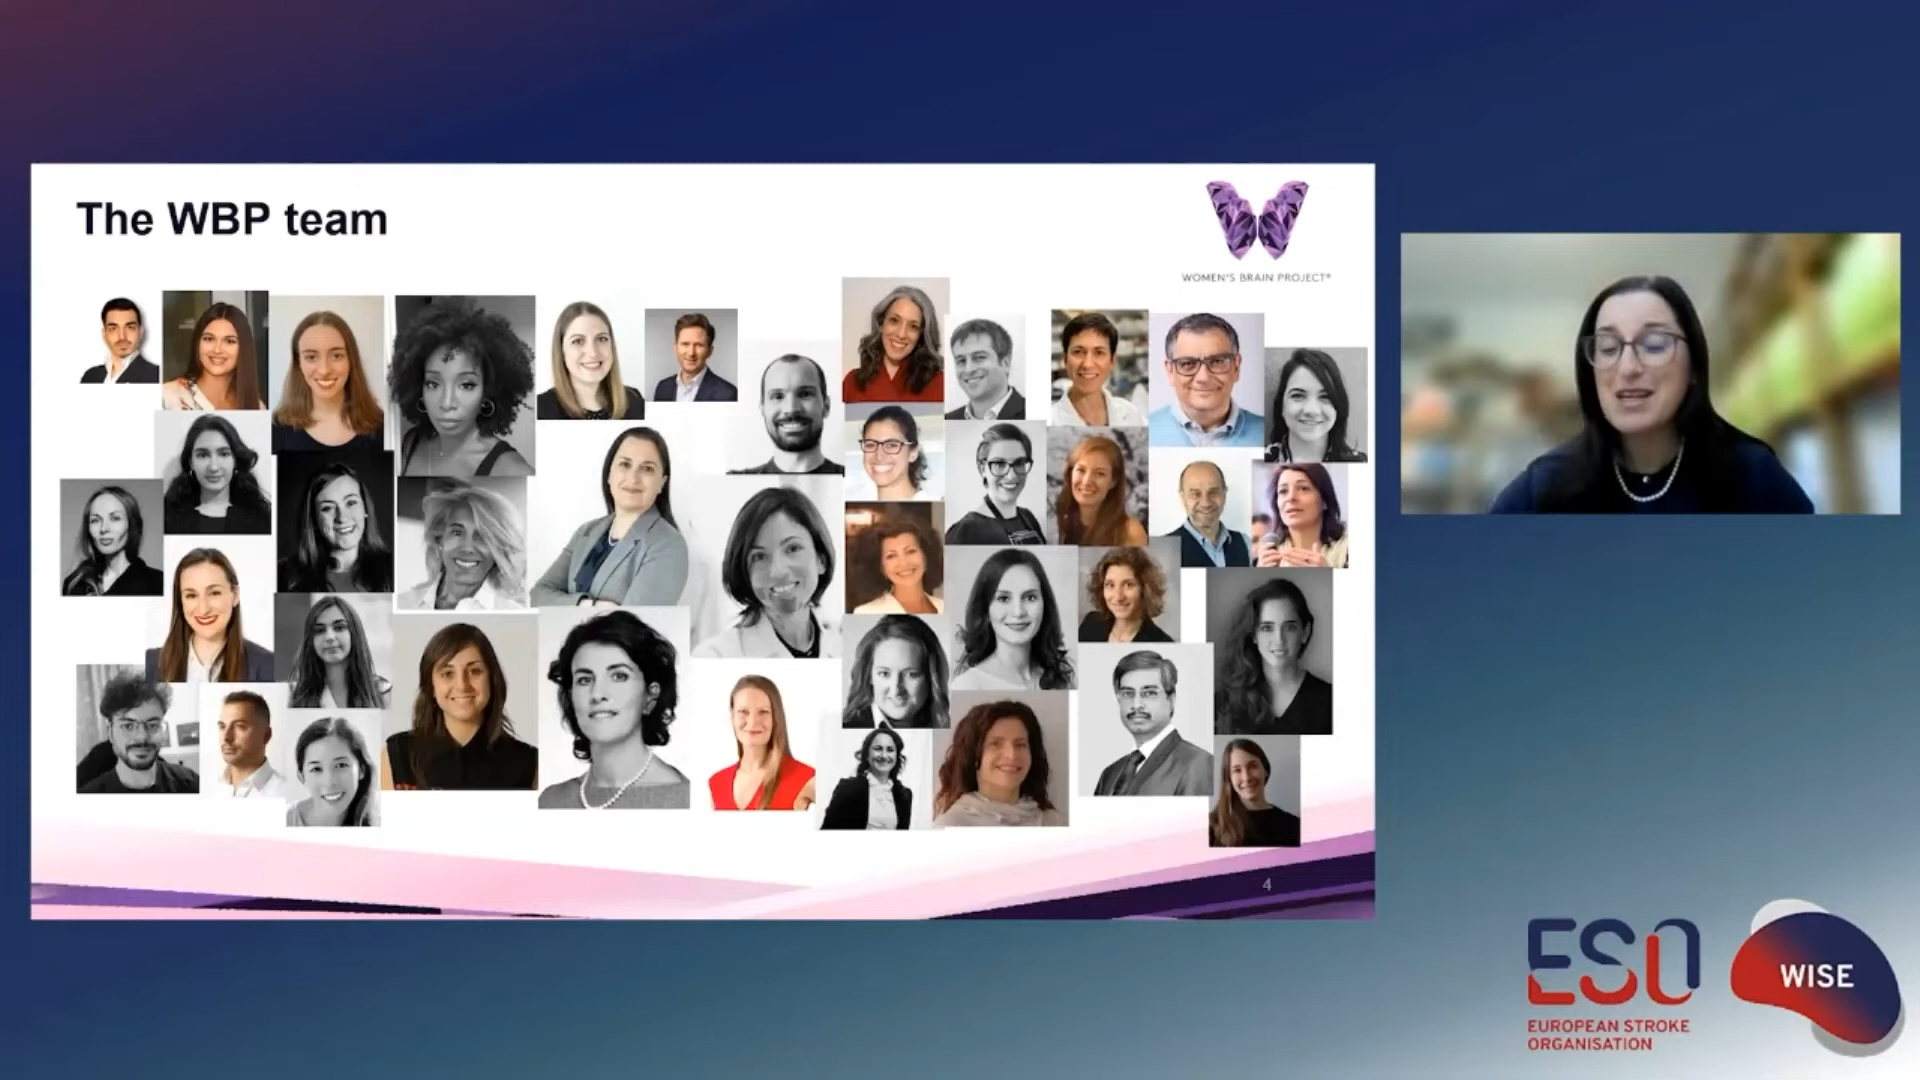 The WBP team
WOMEN'S BRAIN PROJECT®
4
ESO
EUROPEAN STROKE
ORGANISATION
WISE